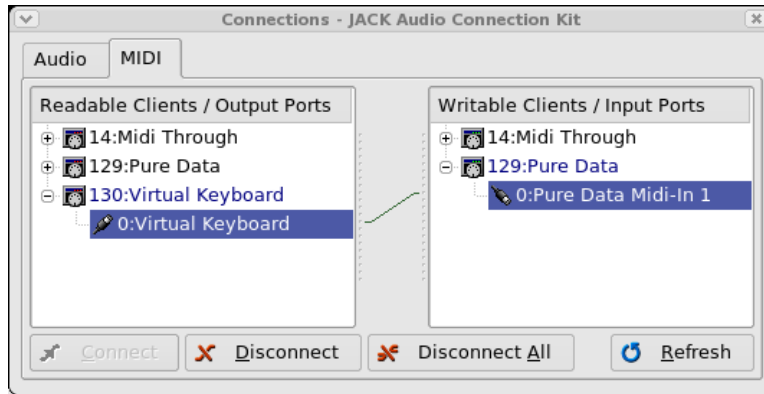 Connections - JACK Audio Connection Kit
Audio MIDI
Readable Clients / Output Ports
14:Midi Through
129:Pure Data
130:Virtual Keyboard
0:Virtual Keyboard
Writable Clients / Input Ports
14:Midi Through
129:Pure Data
0:Pure Data Midi-In 1
Connect Disconnect Disconnect All Refresh